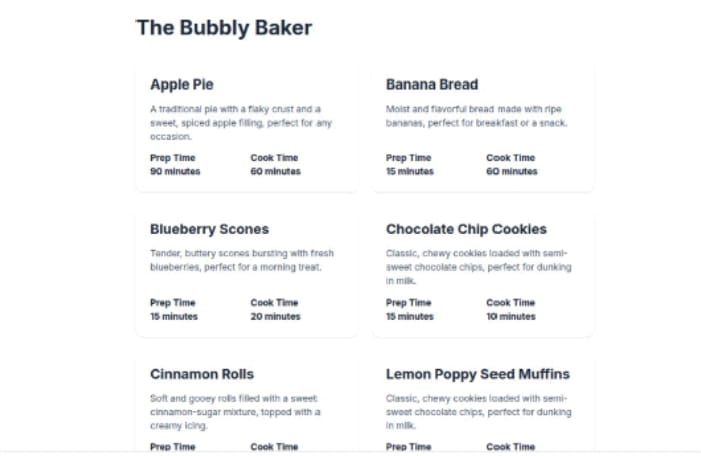 The Bubbly Baker
Apple Pie
A traditional pie with a flaky crust and a
sweet, spiced apple filling, perfect for any
occasion.
Prep Time Cook Time
90 minutes 60 minutes
Banana Bread
Moist and flavorful bread made with ripe
bananas, perfect for breakfast or a snack.
Prep Time Cook Time
15 minutes 60 minutes
Blueberry Scones
Tender, buttery scones bursting with fresh
blueberries, perfect for a morning treat.
Prep Time Cook Time
15 minutes 20 minutes
Chocolate Chip Cookies
Classic, chewy cookies loaded with semi-
sweet chocolate chips, perfect for dunking
in milk.
Prep Time Cook Time
15 minutes 10 minutes
Cinnamon Rolls
Soft and gooey rolls filled with a sweet
cinnamon-sugar mixture, topped with a
creamy icing.
Prep Time Cook Time
Lemon Poppy Seed Muffins
Classic, chewy cookies loaded with semi-
sweet chocolate chips, perfect for dunking
in milk.
Prep Time Cook Time